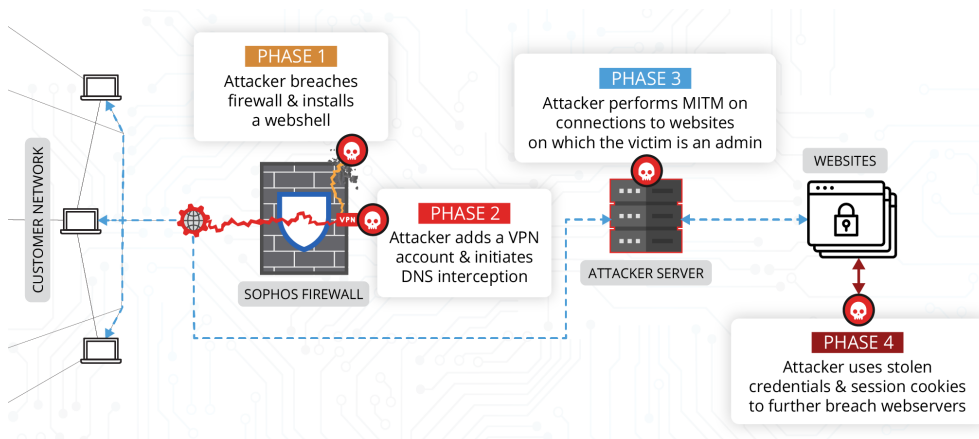 CUSTOMER NETWORK
PHASE 1
Attacker breaches
firewall & installs
a webshell
VPN
SOPHOS FIREWALL
PHASE 2
Attacker adds a VPN
account & initiates
DNS interception
PHASE 3
Attacker performs MITM on
connections to websites
on which the victim is an admin
ATTACKER SERVER
WEBSITES
PHASE 4
Attacker uses stolen
credentials & session cookies
to further breach webservers